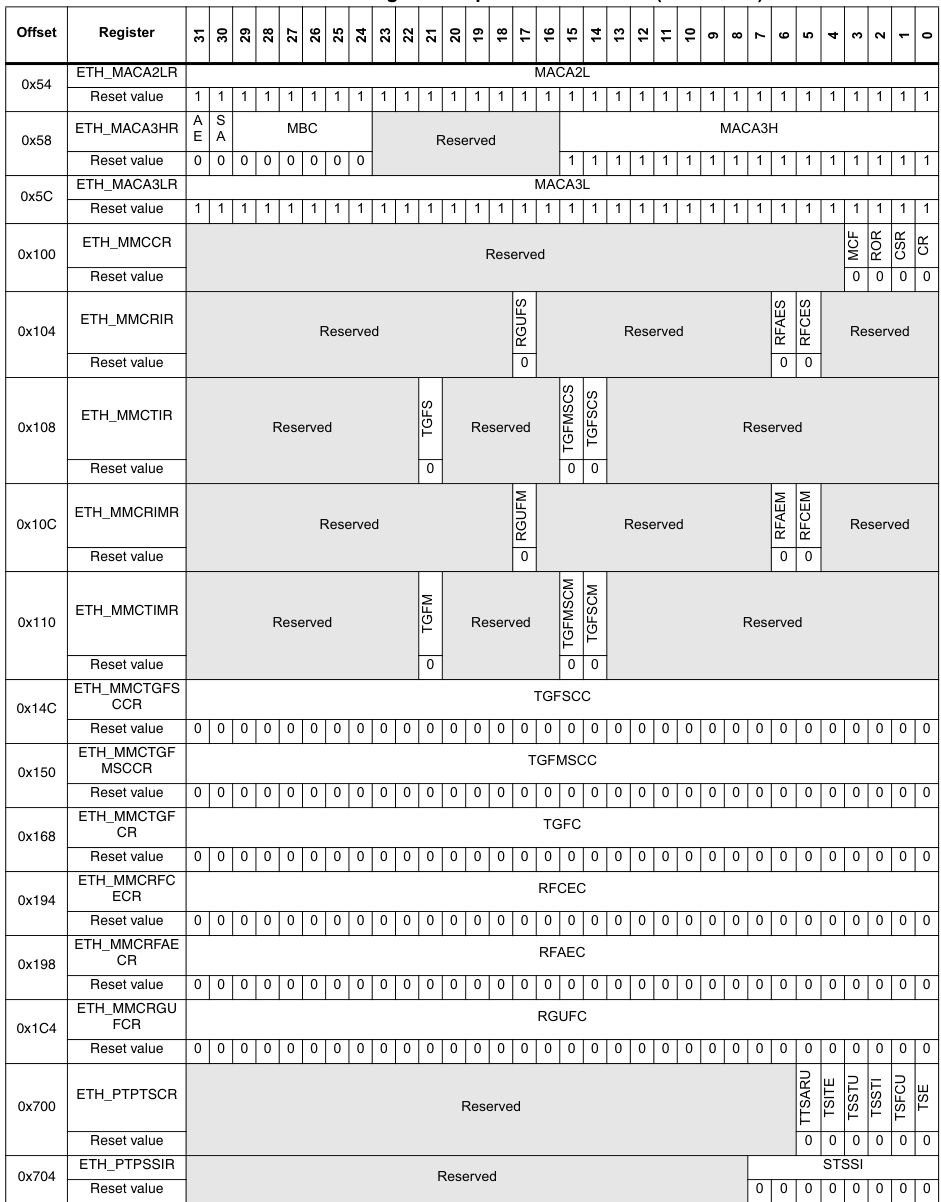 Offset Register 31 30 29 28 27 26 25 24 23 22 21 20 19 18 17 16 15 14 13 12 11 10 9 8 7 6 5 4 3 2 1 0
0x54 ETH_MACA2LR MACA2L
Reset value 1 1 1 1 1 1 1 1 1 1 1 1 1 1 1 1 1 1 1 1 1 1 1 1 1 1 1 1 1 1 1 1
0x58 ETH_MACA3HR AE SA MBC Reserved MACA3H
Reset value 0 0 0 0 0 0 0 0 1 1 1 1 1 1 1 1 1 1 1 1 1 1 1 1
0x5C ETH_MACA3LR MACA3L
Reset value 1 1 1 1 1 1 1 1 1 1 1 1 1 1 1 1 1 1 1 1 1 1 1 1 1 1 1 1 1 1 1 1
0x100 ETH_MMCCR Reserved MCF ROR CSR CR
Reset value 0 0 0 0
0x104 ETH_MMCRIR Reserved RGUFS Reserved RFAES RFCES Reserved
Reset value 0 0 0
0x108 ETH_MMCTIR Reserved TGFS Reserved TGFMSCS TGFSCS Reserved
Reset value 0 0 0
0x10C ETH_MMCRIMR Reserved RGUFM Reserved RFAEM RFCEM Reserved
Reset value 0 0 0
0x110 ETH_MMCTIMR Reserved TGFM Reserved TGFMSCM TGFSCM Reserved
Reset value 0 0 0
0x14C ETH_MMCTGFS
CCR TGFSCC
Reset value 0 0 0 0 0 0 0 0 0 0 0 0 0 0 0 0 0 0 0 0 0 0 0 0 0 0 0 0 0 0 0 0
0x150 ETH_MMCTGF
MSCCR TGFMSCC
Reset value 0 0 0 0 0 0 0 0 0 0 0 0 0 0 0 0 0 0 0 0 0 0 0 0 0 0 0 0 0 0 0 0
0x168 ETH_MMCTGF
CR TGFC
Reset value 0 0 0 0 0 0 0 0 0 0 0 0 0 0 0 0 0 0 0 0 0 0 0 0 0 0 0 0 0 0 0 0
0x194 ETH_MMCRFC
ECR RFCEC
Reset value 0 0 0 0 0 0 0 0 0 0 0 0 0 0 0 0 0 0 0 0 0 0 0 0 0 0 0 0 0 0 0 0
0x198 ETH_MMCRFAE
CR RFAEC
Reset value 0 0 0 0 0 0 0 0 0 0 0 0 0 0 0 0 0 0 0 0 0 0 0 0 0 0 0 0 0 0 0 0
0x1C4 ETH_MMCRGU
FCR RGUFC
Reset value 0 0 0 0 0 0 0 0 0 0 0 0 0 0 0 0 0 0 0 0 0 0 0 0 0 0 0 0 0 0 0 0
0x700 ETH_PTPTSCR Reserved TTSARU TSITE TSSTU TSSTI TSFCU TSE
Reset value 0 0 0 0 0 0
0x704 ETH_PTPSSIR Reserved STSSI
Reset value 0 0 0 0 0 0 0 0